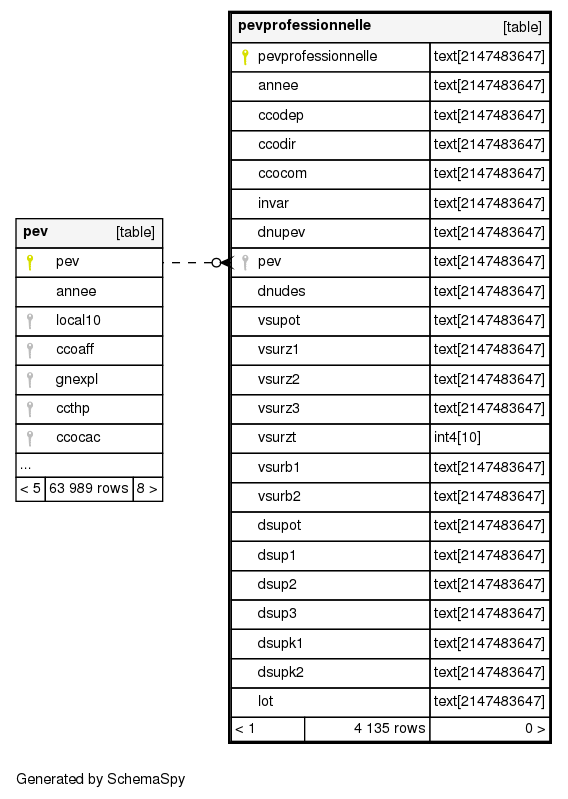 pevprofessionnelle [table]
pevprofessionnelle text[2147483647]
annee text[2147483647]
ccodep text[2147483647]
ccodir text[2147483647]
ccocom text[2147483647]
invar text[2147483647]
dnupev text[2147483647]
pev text[2147483647]
dnudes text[2147483647]
vsupot text[2147483647]
vsurz1 text[2147483647]
vsurz2 text[2147483647]
vsurz3 text[2147483647]
vsurzt int4[10]
vsurb1 text[2147483647]
vsurb2 text[2147483647]
dsupot text[2147483647]
dsup1 text[2147483647]
dsup2 text[2147483647]
dsup3 text[2147483647]
dsupk1 text[2147483647]
dsupk2 text[2147483647]
lot text[2147483647]
< 1 4 135 rows 0 >
pev [table]
pev
annee
local10
ccoaff
gnexpl
ccthp
ccocac
...
< 5 63 989 rows 8 >
Generated by SchemaSpy